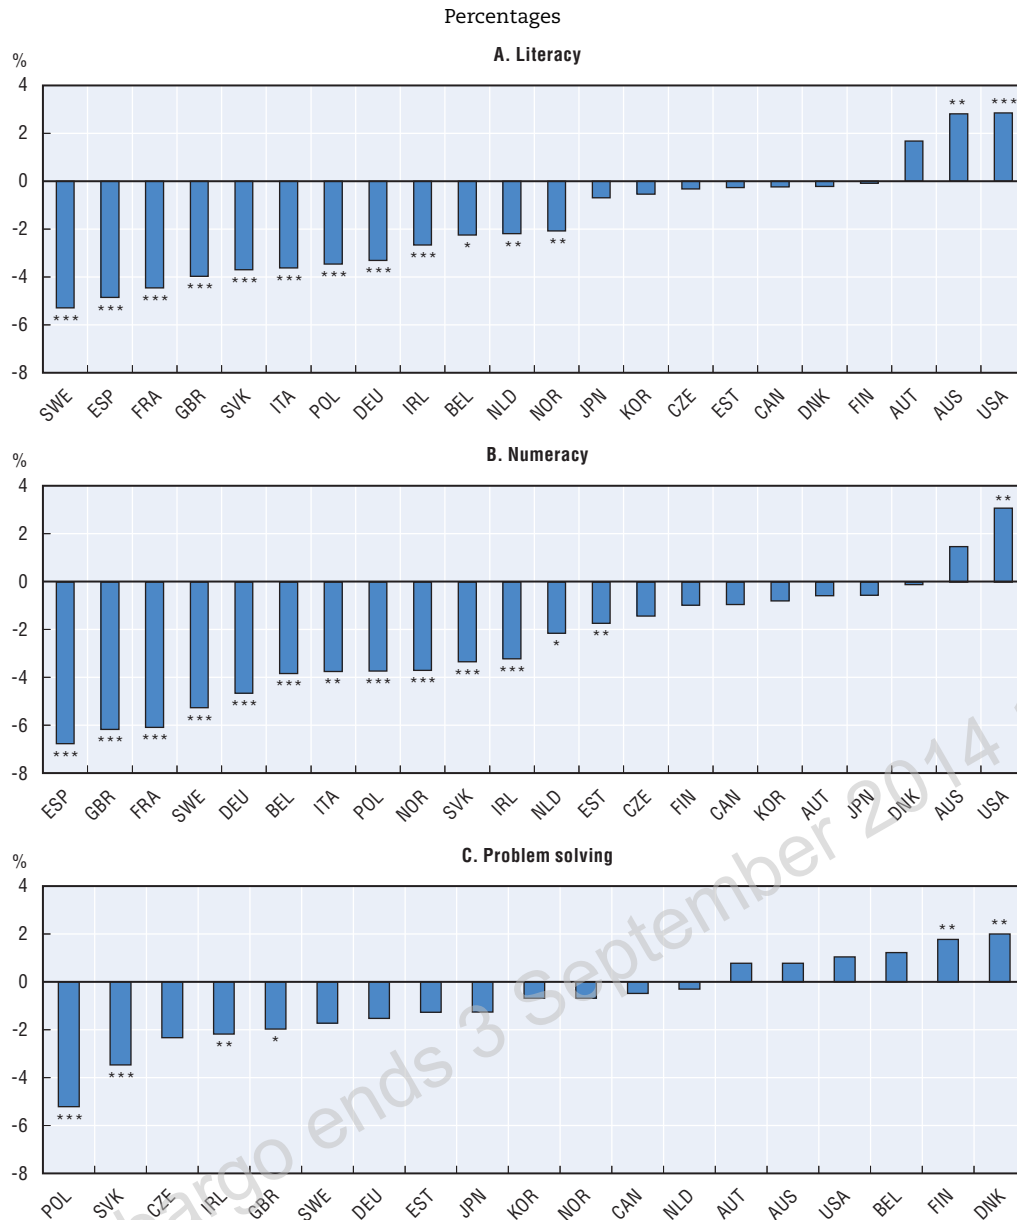 Percentages
A. Literacy
%
4
2
0
-2
-4
-6
-8
*** *** *** *** *** *** *** *** *** * ** ** ** ***
SWE ESP FRA GBR SVK ITA POL DEU IRL BEL NLD NOR JPN KOR CZE EST CAN DNK FIN AUT AUS USA
B. Numeracy
%
4
2
0
-2
-4
-6
-8
*** *** *** *** *** *** ** *** *** *** *** * ** **
ESP GBR FRA SWE DEU BEL ITA POL NOR SVK IRL NLD EST CZE FIN CAN KOR AUT JPN DNK AUS USA
C. Problem solving
%
4
2
0
-2
-4
-6
-8
*** *** ** * ** **
POL SVK CZE IRL GBR SWE DEU EST JPN KOR NOR CAN NLD AUT AUS USA BEL FIN DNK
ends 3 September 2014